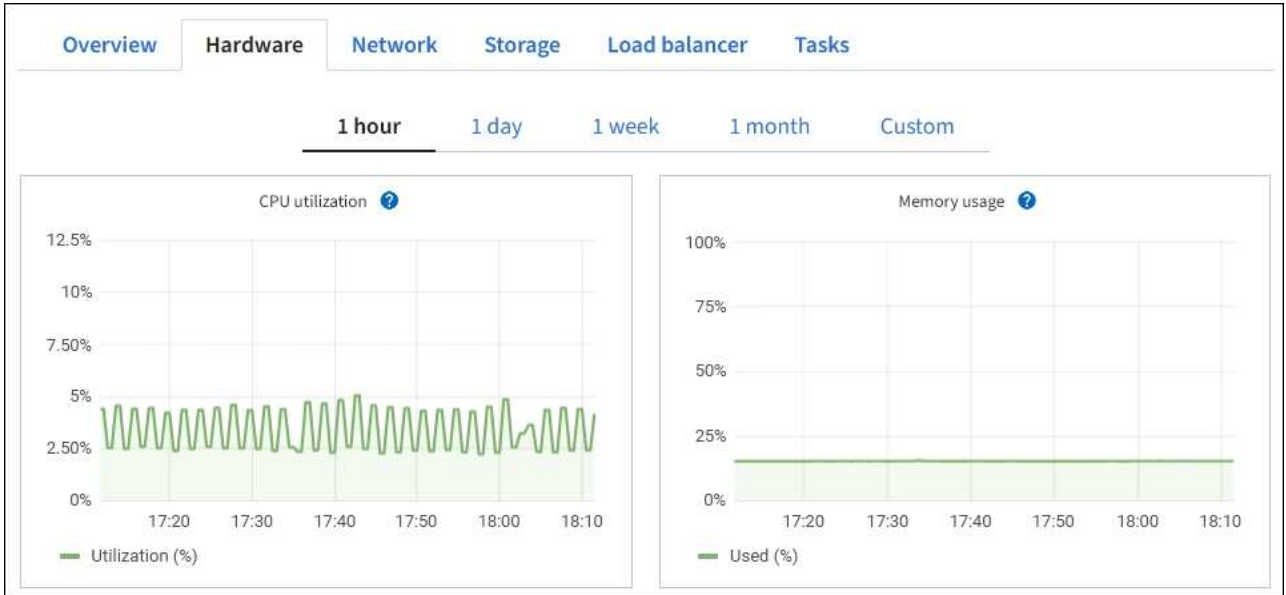 Overview Hardware Network Storage Load balancer Tasks
1 hour 1 day 1 week 1 month Custom
CPU utilization ?
12.5%
10%
7.50%
5%
2.50%
0%
17:20 17:30 17:40 17:50 18:00 18:10
Utilization (%)
Memory usage ?
100%
75%
50%
25%
0%
17:20 17:30 17:40 17:50 18:00 18:10
Used (%)